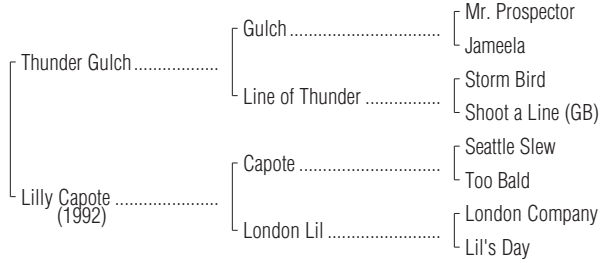 Mr. Prospector
Gulch..............................
Jameela
Thunder Gulch..................
Storm Bird
Line of Thunder ................
Shoot a Line (GB)
Seattle Slew
Capote ..............................
Too Bald
Lilly Capote ......................
(1992)
London Company
London Lil ........................
Lil's Day